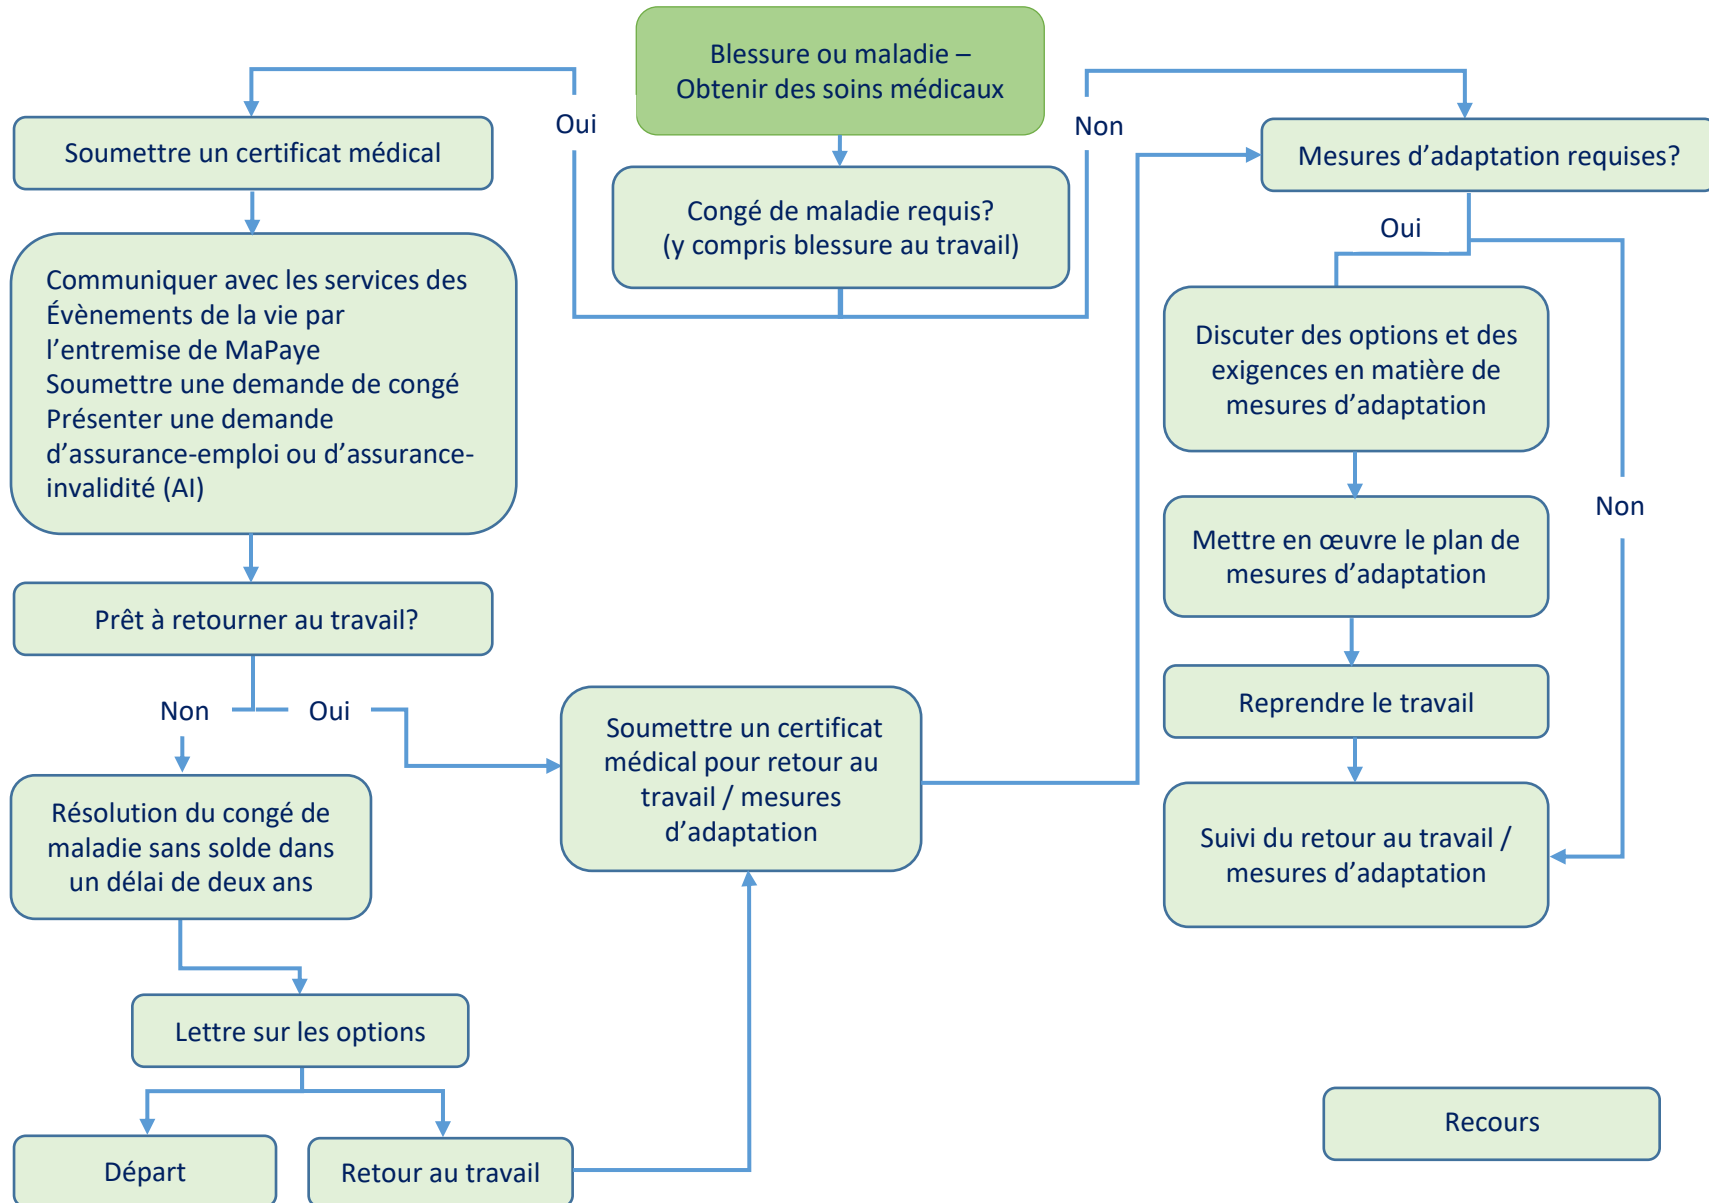 Blessure ou maladie –
Obtenir des soins médicaux
Oui
Non
Soumettre un certificat médical
Congé de maladie requis?
(y compris blessure au travail)
Mesures d’adaptation requises?
Oui
Non
Communiquer avec les services des
Évènements de la vie par
l’entremise de MaPaye
Soumettre une demande de congé
Présenter une demande
d’assurance-emploi ou d’assurance-
invalidité (AI)
Discuter des options et des
exigences en matière de
mesures d’adaptation
Mettre en œuvre le plan de
mesures d’adaptation
Prêt à retourner au travail?
Non
Oui
Reprendre le travail
Soumettre un certificat
médical pour retour au
travail / mesures
d’adaptation
Résolution du congé de
maladie sans solde dans
un délai de deux ans
Suivi du retour au travail /
mesures d’adaptation
Lettre sur les options
Départ
Retour au travail
Recours